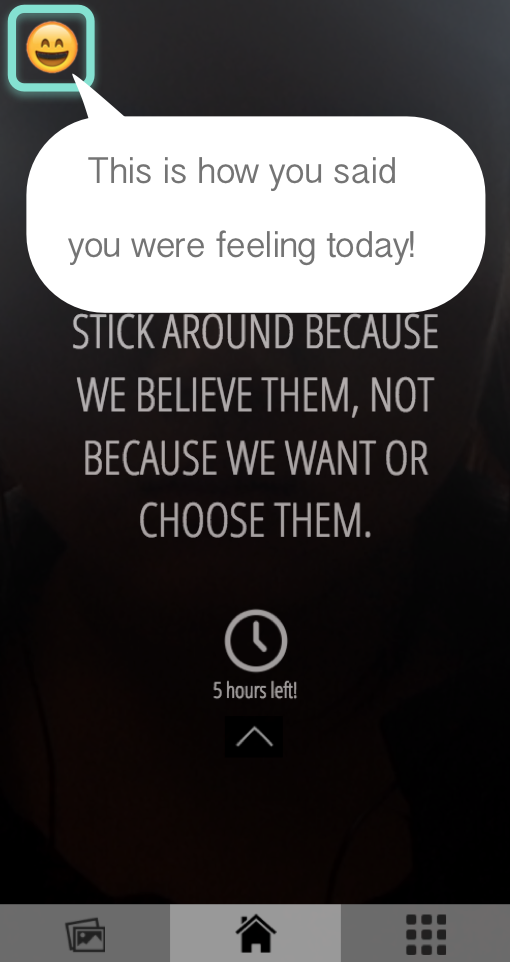 This is how you said
you were feeling today!
STICK AROUND BECAUSE
WE BELIEVE THEM, NOT
BECAUSE WE WANT OR
CHOOSE THEM.
5 hours left!